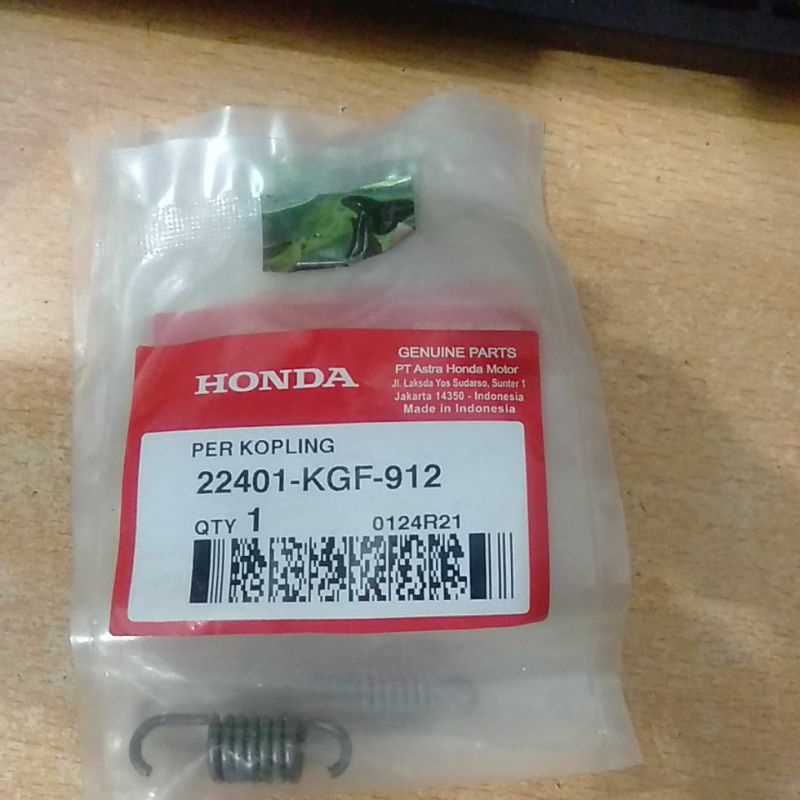 HONDA
GENUINE PARTS
PT Astra Honda Motor
Jl. Laksda Yos Sudarso, Sunter 1
Jakarta 14350 - Indonesia
Made in Indonesia
PER KOPLING
22401-KGF-912
QTY 1 0124R21